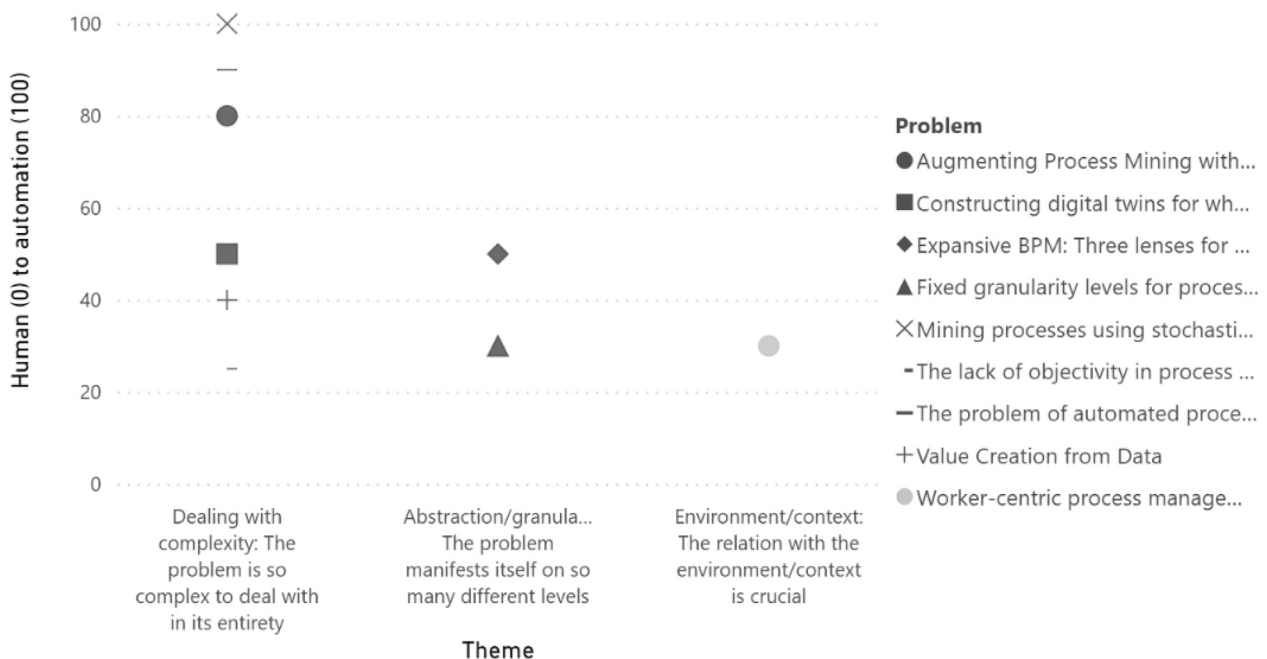 100
80
60
40
20
0
Human (0) to automation (100)
Dealing with
complexity: The
problem is so
complex to deal with
in its entirety
Abstraction/granula...
The problem
manifests itself on so
many different levels
Environment/context:
The relation with the
environment/context
is crucial
Theme
Problem
Augmenting Process Mining with...
Constructing digital twins for wh...
Expansive BPM: Three lenses for ...
Fixed granularity levels for proces...
Mining processes using stochasti...
The lack of objectivity in process ...
The problem of automated proce...
Value Creation from Data
Worker-centric process manage...